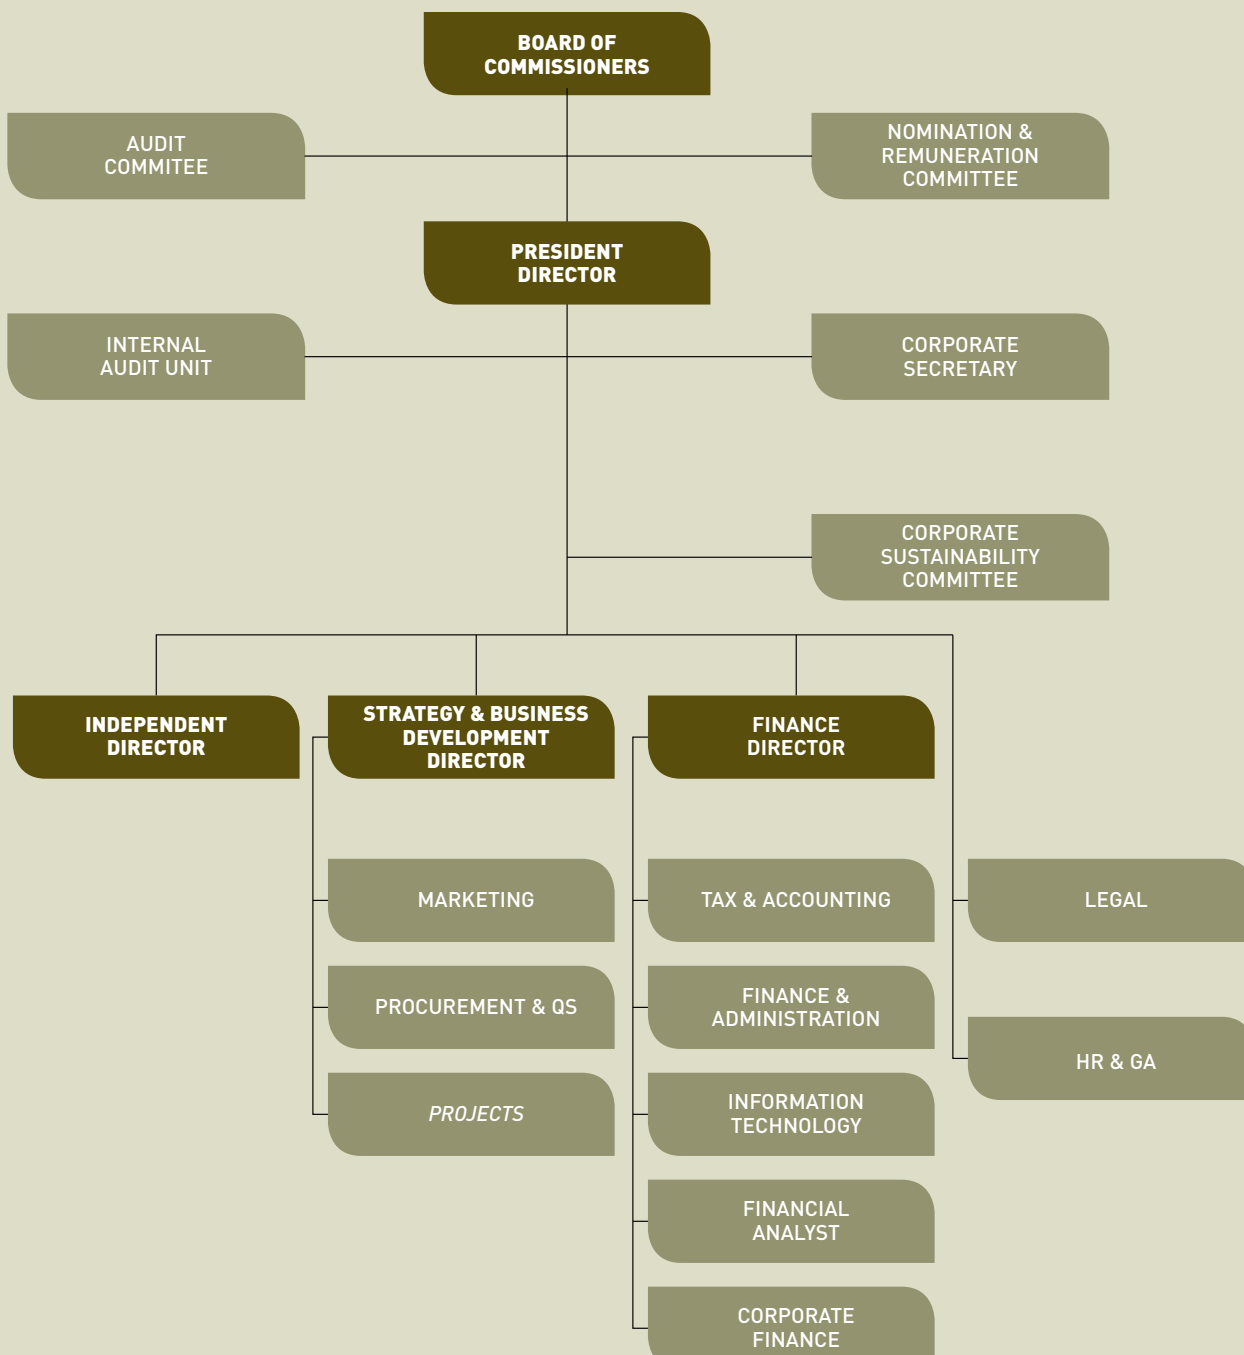 BOARD OF
COMMISSIONERS
AUDIT
COMMITEE
NOMINATION &
REMUNERATION
COMMITTEE
PRESIDENT
DIRECTOR
INTERNAL
AUDIT UNIT
CORPORATE
SECRETARY
CORPORATE
SUSTAINABILITY
COMMITTEE
INDEPENDENT
DIRECTOR
STRATEGY & BUSINESS
DEVELOPMENT
DIRECTOR
FINANCE
DIRECTOR
MARKETING
PROCUREMENT & QS
PROJECTS
TAX & ACCOUNTING
FINANCE &
ADMINISTRATION
INFORMATION
TECHNOLOGY
FINANCIAL
ANALYST
CORPORATE
FINANCE
LEGAL
HR & GA